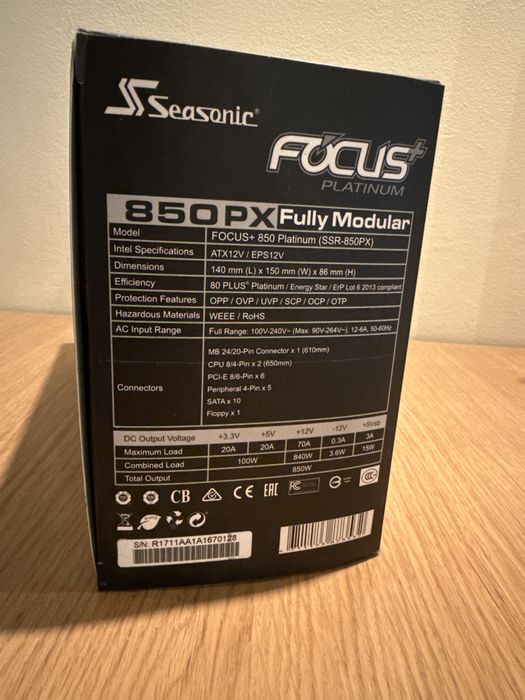 Seasonic®
FOCUS+
PLATINUM
850PX Fully Modular
Model FOCUS+ 850 Platinum (SSR-850PX)
Intel Specifications ATX12V / EPS12V
Dimensions 140 mm (L) x 150 mm (W) x 86 mm (H)
Efficiency 80 PLUS® Platinum / Energy Star / ErP Lot 6 2013 compliant
Protection Features OPP / OVP / UVP / SCP / OCP / OTP
Hazardous Materials WEEE / RoHS
AC Input Range Full Range: 100V-240V~ (Max. 90V-264V~), 12-6A, 50-60Hz
Connectors
MB 24/20-Pin Connector x 1 (610mm)
CPU 8/4-Pin x 2 (650mm)
PCI-E 8/6-Pin x 6
Peripheral 4-Pin x 5
SATA x 10
Floppy x 1
DC Output Voltage +3.3V +5V +12V -12V +5Vsb
Maximum Load 20A 20A 70A 0.3A 3A
Combined Load 100W 840W 3.6W 15W
Total Output 850W
CB CE EAC FC CCC
S/N: R1711AA1A1670128